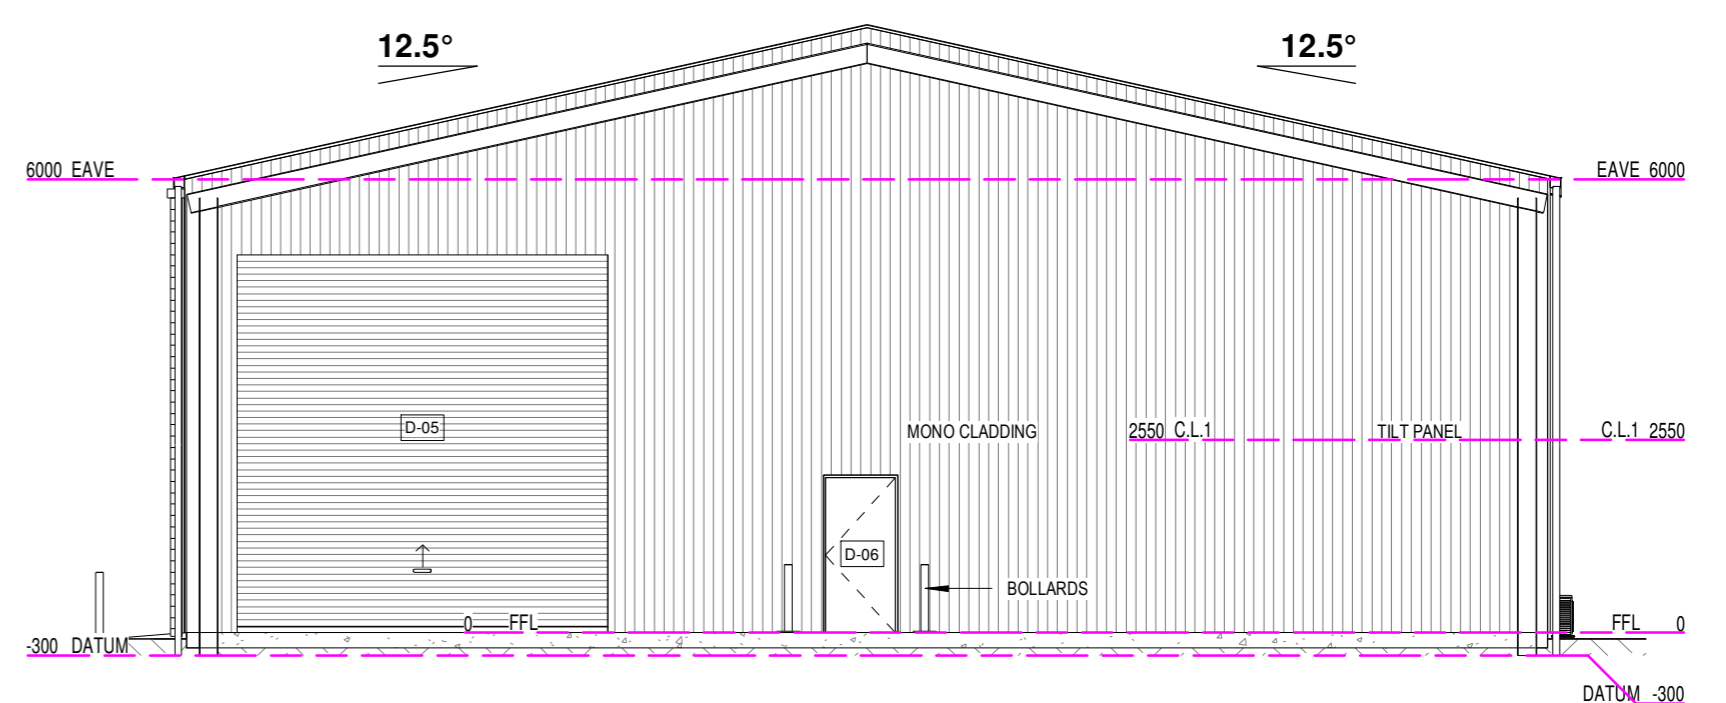 12.5° 12.5°
6000 EAVE EAVE 6000
D-05
MONO CLADDING 2550 C.L.1 TILT PANEL C.L.1 2550
D-06
BOLLARDS
0 FFL FFL 0
-300 DATUM
DATUM -300